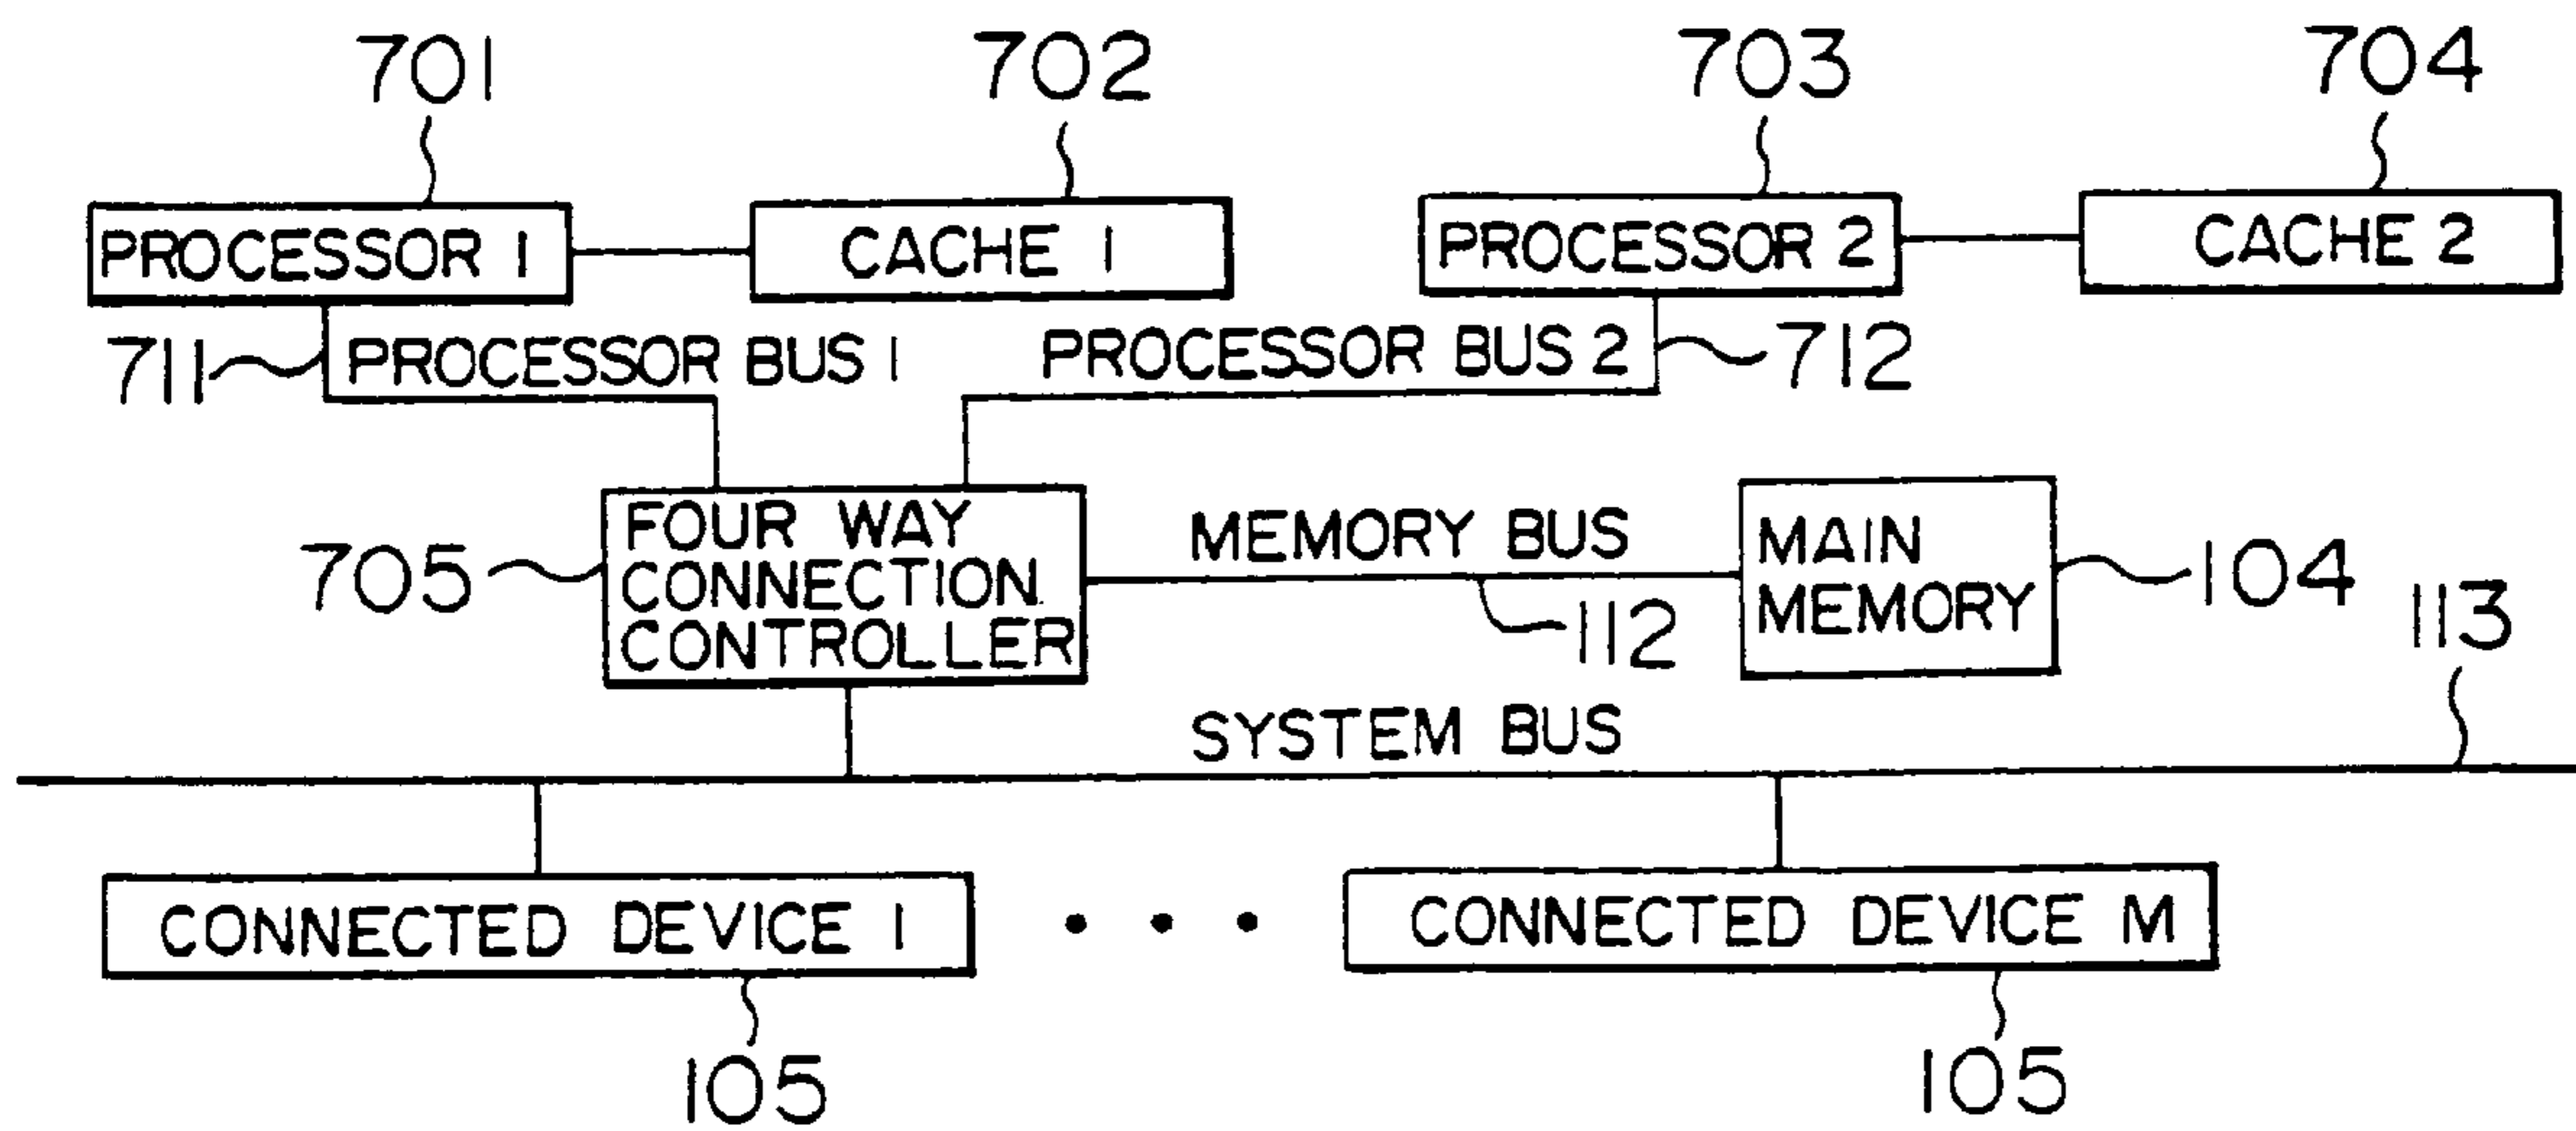 701
702
703
704
PROCESSOR 1
CACHE 1
PROCESSOR 2
CACHE 2
711
PROCESSOR BUS 1
PROCESSOR BUS 2
712
FOUR WAY
CONNECTION
CONTROLLER
705
MEMORY BUS
112
MAIN
MEMORY
104
113
SYSTEM BUS
CONNECTED DEVICE 1
• • •
CONNECTED DEVICE M
105
105